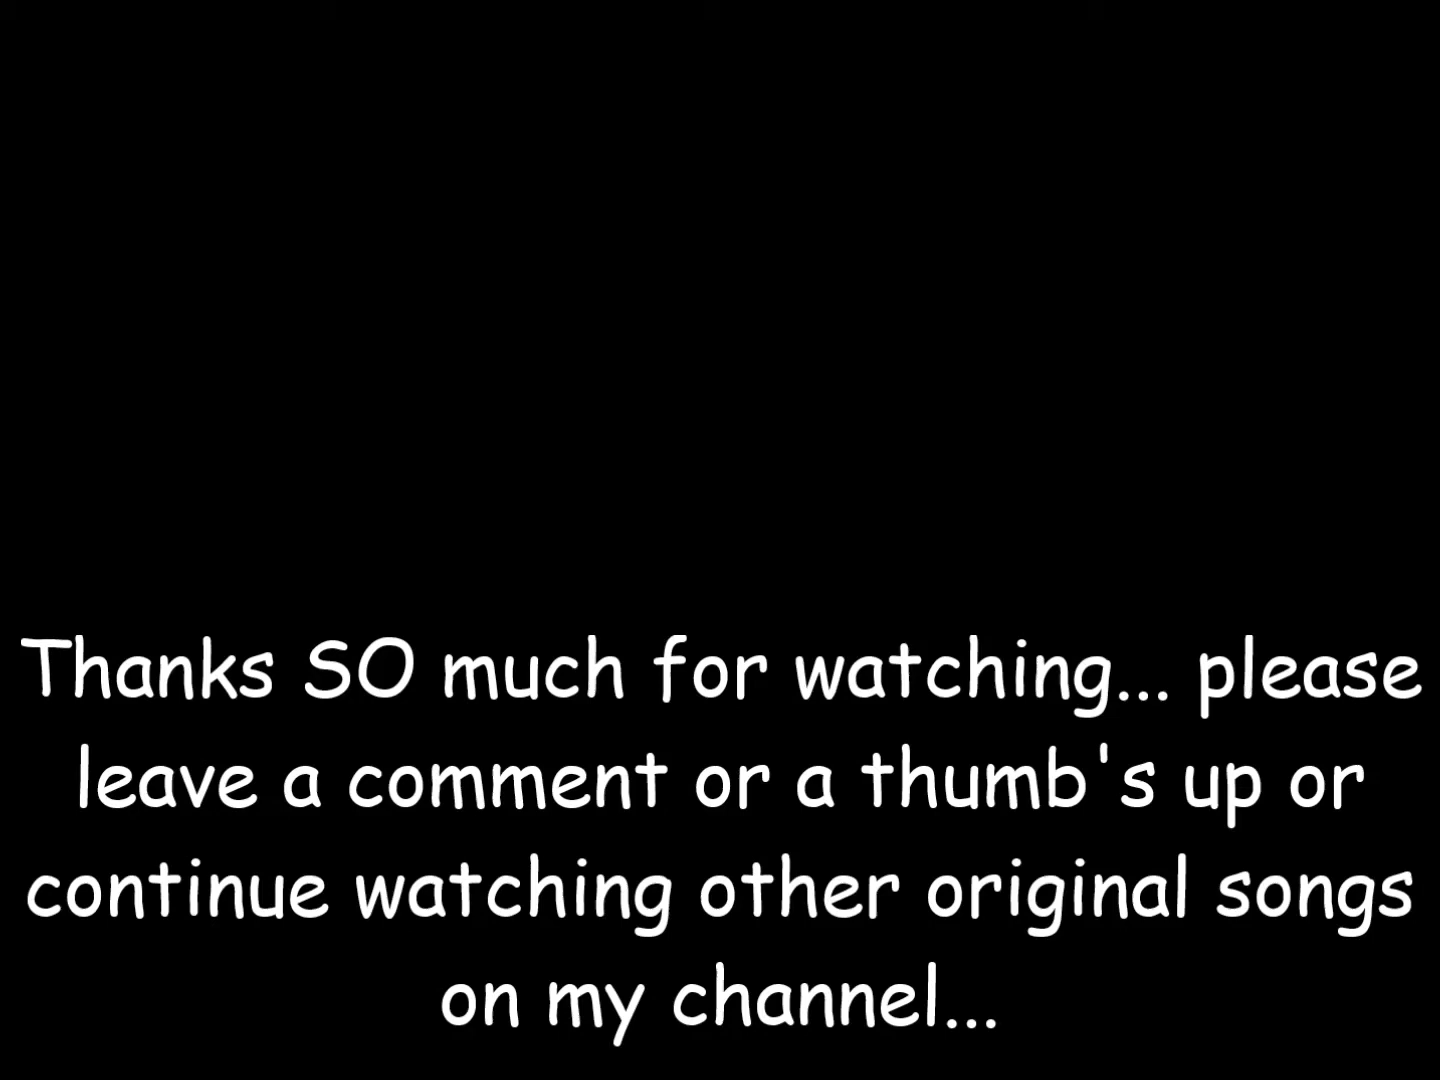 Thanks SO much for watching... please
leave a comment or a thumb's up or
continue watching other original songs
on my channel...